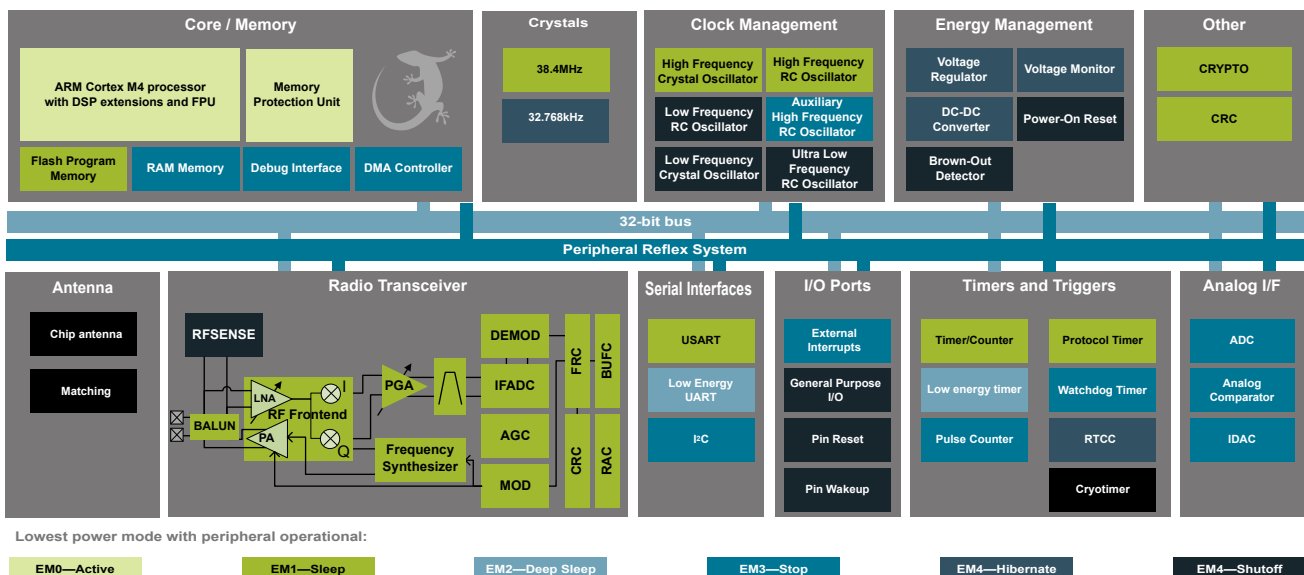 Core / Memory
ARM Cortex M4 processor
with DSP extensions and FPU
Memory
Protection Unit
Flash Program
Memory
RAM Memory
Debug Interface
DMA Controller
Crystals
38.4MHz
32.768kHz
Clock Management
High Frequency
Crystal Oscillator
High Frequency
RC Oscillator
Low Frequency
RC Oscillator
Auxiliary
High Frequency
RC Oscillator
Low Frequency
Crystal Oscillator
Ultra Low
Frequency
RC Oscillator
Energy Management
Voltage
Regulator
Voltage Monitor
DC-DC
Converter
Power-On Reset
Brown-Out
Detector
Other
CRYPTO
CRC
32-bit bus
Peripheral Reflex System
Antenna
Chip antenna
Matching
Radio Transceiver
RFSENSE
LNA
RF Frontend
I
PA
Q
BALUN
PGA
Frequency
Synthesizer
DEMOD
IFADC
AGC
MOD
FRC
BUFC
CRC
RAC
Serial Interfaces
USART
Low Energy
UART
I²C
I/O Ports
External
Interrupts
General Purpose
I/O
Pin Reset
Pin Wakeup
Timers and Triggers
Timer/Counter
Protocol Timer
Low energy timer
Watchdog Timer
Pulse Counter
RTCC
Cryotimer
Analog I/F
ADC
Analog
Comparator
IDAC
Lowest power mode with peripheral operational:
EM0—Active
EM1—Sleep
EM2—Deep Sleep
EM3—Stop
EM4—Hibernate
EM4—Shutoff